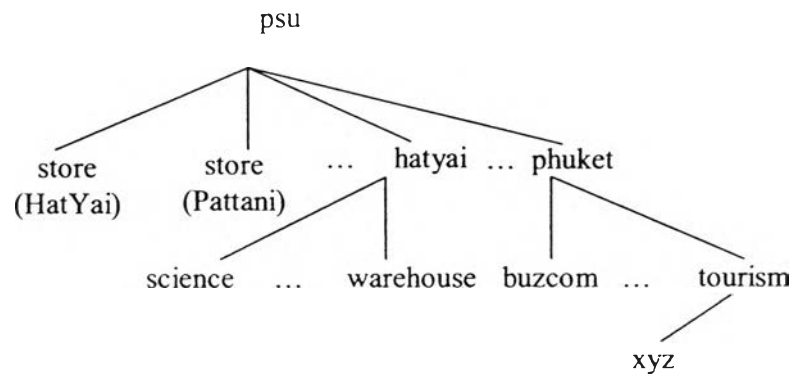 psu
store store ... hatyai ... phuket
(HatYai) (Pattani)
science ... warehouse buzcom ... tourism
xyz